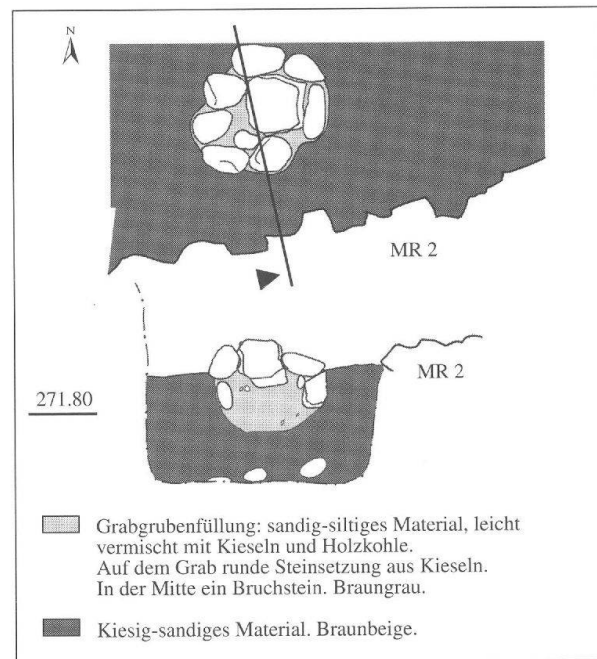 N
MR 2
MR 2
271.80
Grabgrubenfüllung: sandig-siltiges Material, leicht
vermischt mit Kieseln und Holzkohle.
Auf dem Grab runde Steinsetzung aus Kieseln.
In der Mitte ein Bruchstein. Braungrau.
Kiesig-sandiges Material. Braunbeige.